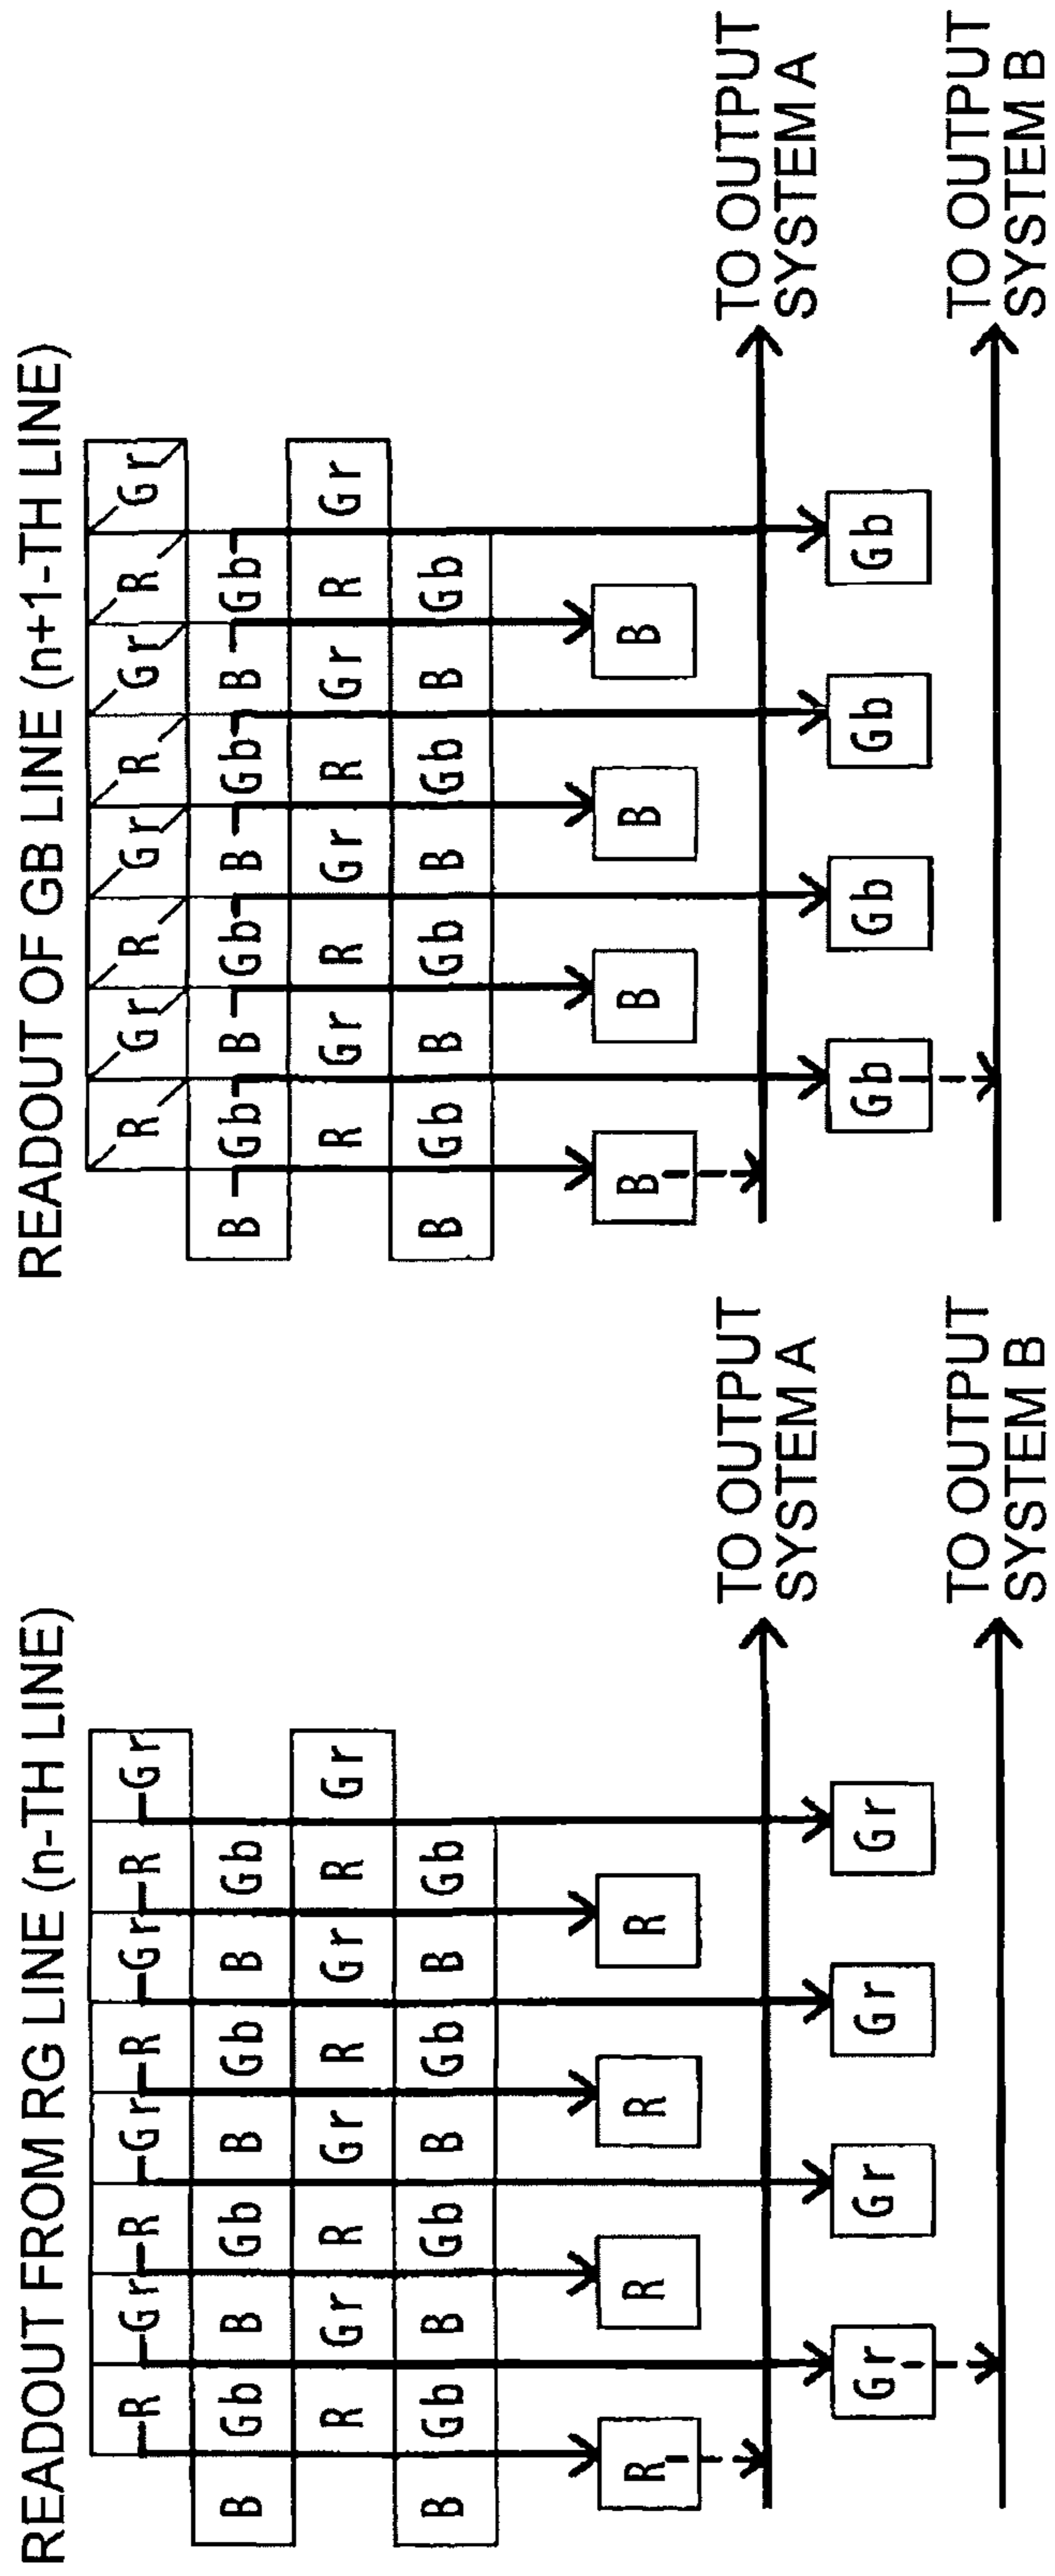 READOUT FROM RG LINE (n-TH LINE)
R Gr R Gr R Gr R Gr
B Gb B Gb B Gb B Gb
R Gr R Gr R Gr R Gr
B Gb B Gb B Gb B Gb
R R R R
TO OUTPUT
SYSTEM A
Gr Gr Gr Gr
TO OUTPUT
SYSTEM B
READOUT OF GB LINE (n+1-TH LINE)
R Gr R Gr R Gr R Gr
B Gb B Gb B Gb B Gb
R Gr R Gr R Gr R Gr
B Gb B Gb B Gb B Gb
B B B B
TO OUTPUT
SYSTEM A
Gb Gb Gb Gb
TO OUTPUT
SYSTEM B